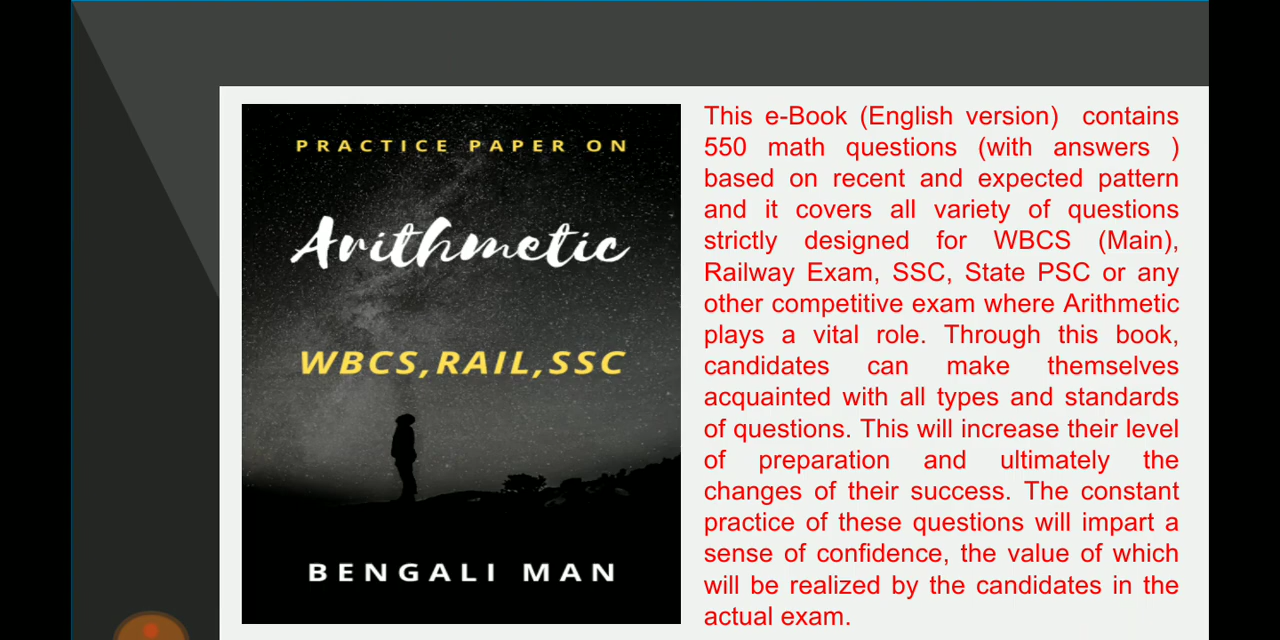 PRACTICE PAPER ON
Arithmetic
WBCS,RAIL,SSC
BENGALI MAN
This e-Book (English version) contains
550 math questions (with answers )
based on recent and expected pattern
and it covers all variety of questions
strictly designed for WBCS (Main),
Railway Exam, SSC, State PSC or any
other competitive exam where Arithmetic
plays a vital role. Through this book,
candidates can make themselves
acquainted with all types and standards
of questions. This will increase their level
of preparation and ultimately the
changes of their success. The constant
practice of these questions will impart a
sense of confidence, the value of which
will be realized by the candidates in the
actual exam.